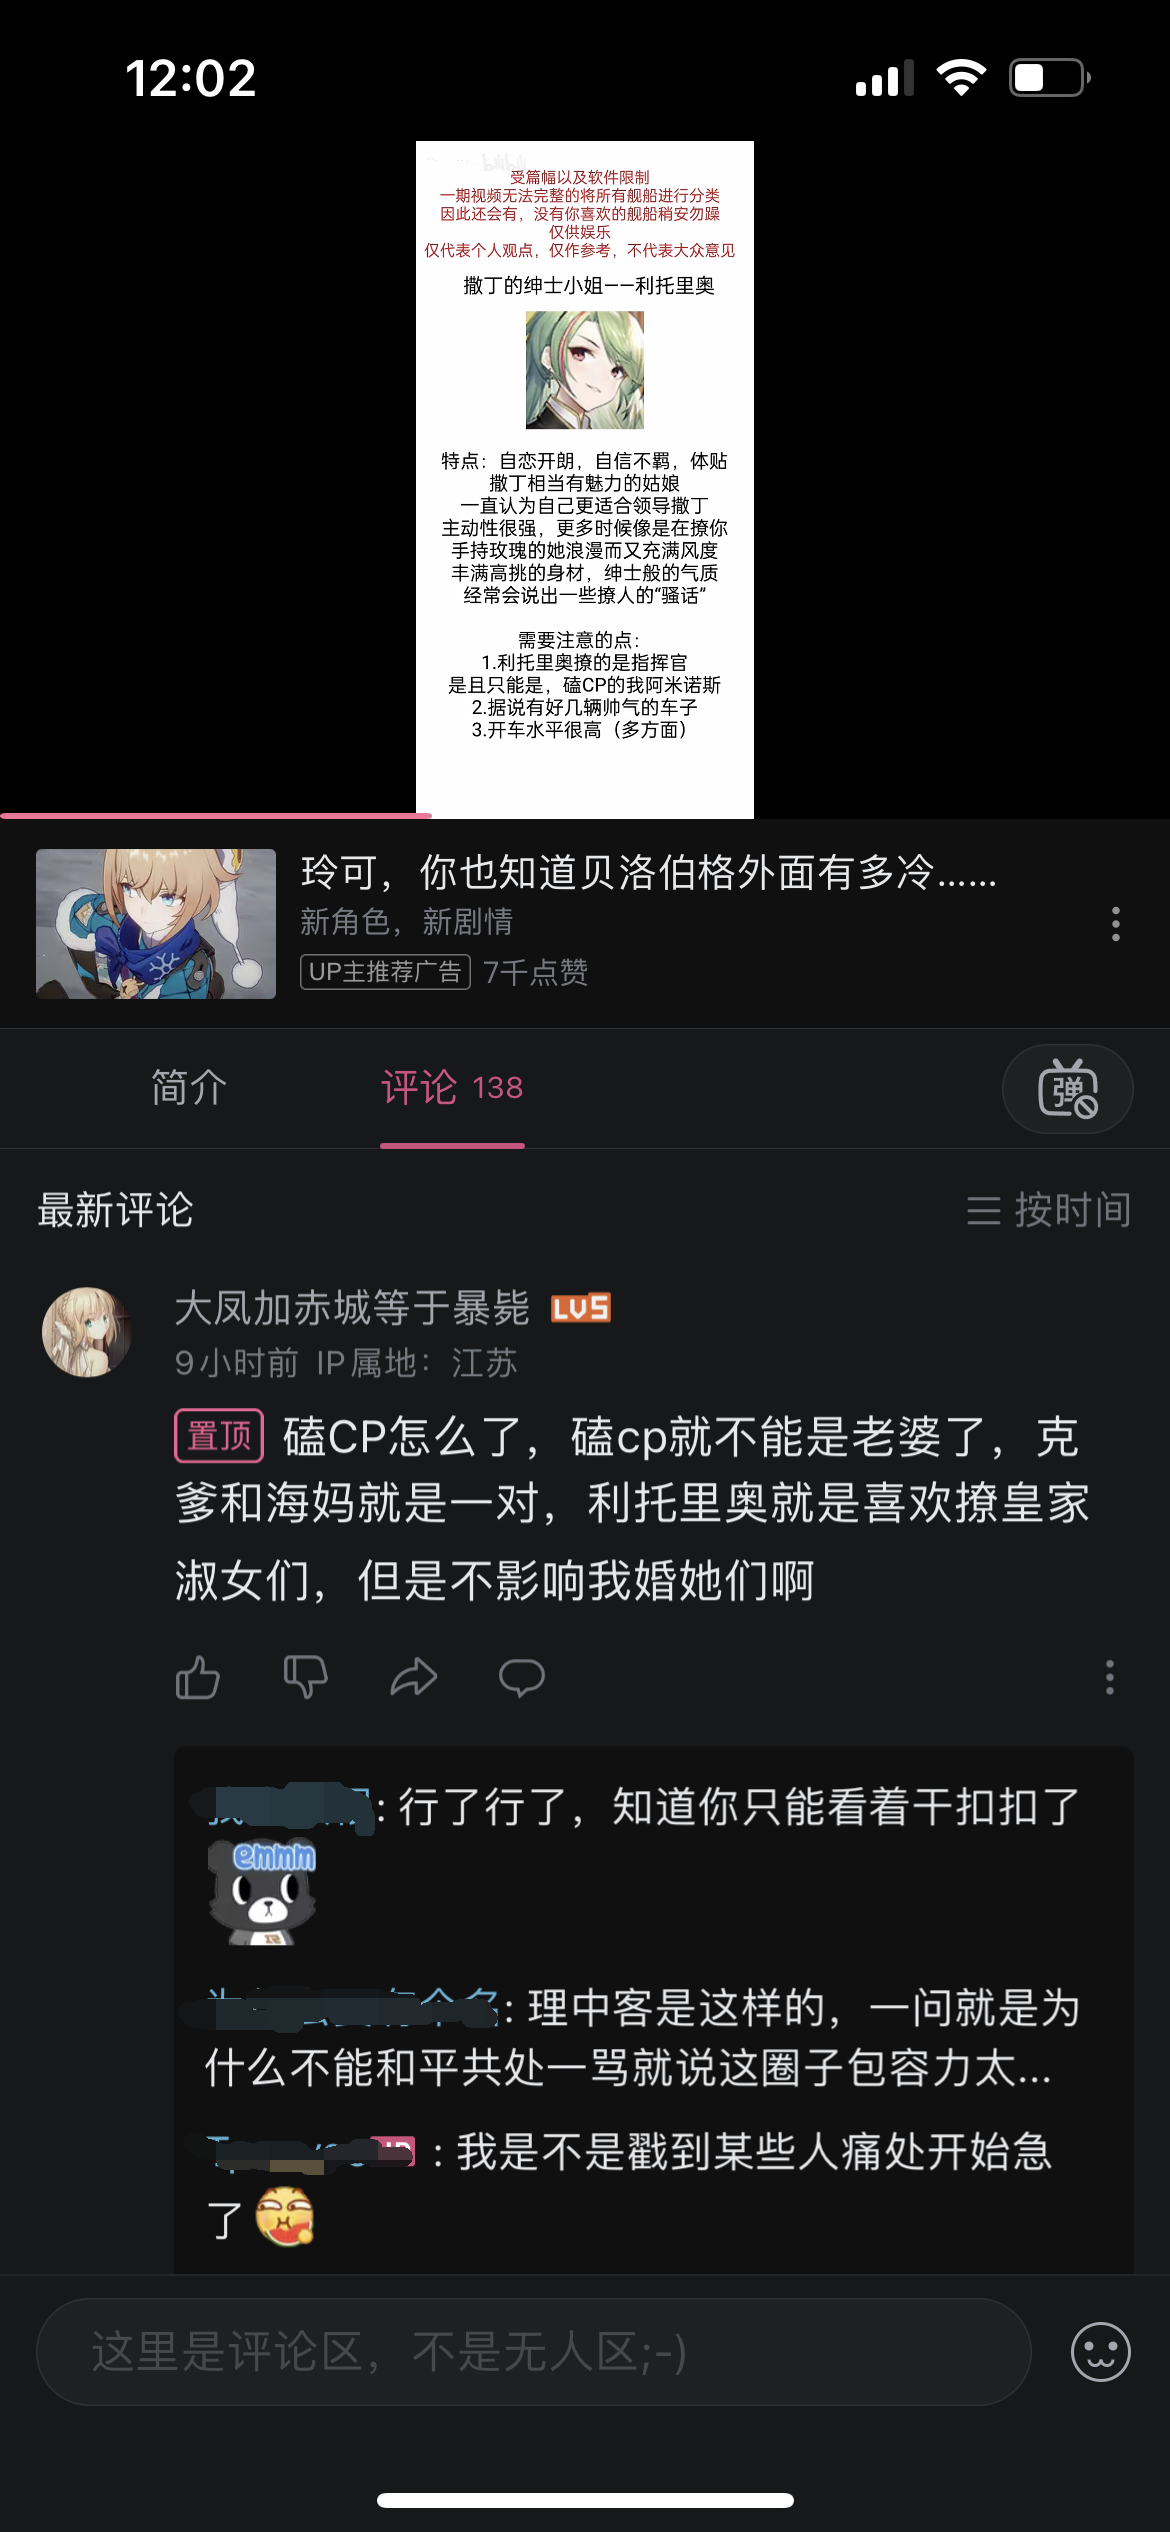 12:02
bilibili
受篇幅以及软件限制
一期视频无法完整的将所有舰船进行分类
因此还会有，没有你喜欢的舰船稍安勿躁
仅供娱乐
仅代表个人观点，仅作参考，不代表大众意见
撒丁的绅士小姐——利托里奥
特点：自恋开朗，自信不羁，体贴
撒丁相当有魅力的姑娘
一直认为自己更适合领导撒丁
主动性很强，更多时候像是在撩你
手持玫瑰的她浪漫而又充满风度
丰满高挑的身材，绅士般的气质
经常会说出一些撩人的“骚话”
需要注意的点：
1.利托里奥撩的是指挥官
是且只能是，磕CP的我阿米诺斯
2.据说有好几辆帅气的车子
3.开车水平很高（多方面）
玲可，你也知道贝洛伯格外面有多冷......
新角色，新剧情
UP主推荐广告 7千点赞
简介 评论 138 弹
最新评论 按时间
大凤加赤城等于暴毙 LV5
9小时前 IP属地：江苏
置顶 磕CP怎么了，磕cp就不能是老婆了，克
爹和海妈就是一对，利托里奥就是喜欢撩皇家
淑女们，但是不影响我婚她们啊
: 行了行了，知道你只能看着干扣扣了
emmm
: 理中客是这样的，一问就是为
什么不能和平共处一骂就说这圈子包容力太...
: 我是不是戳到某些人痛处开始急
了
这里是评论区，不是无人区;-)